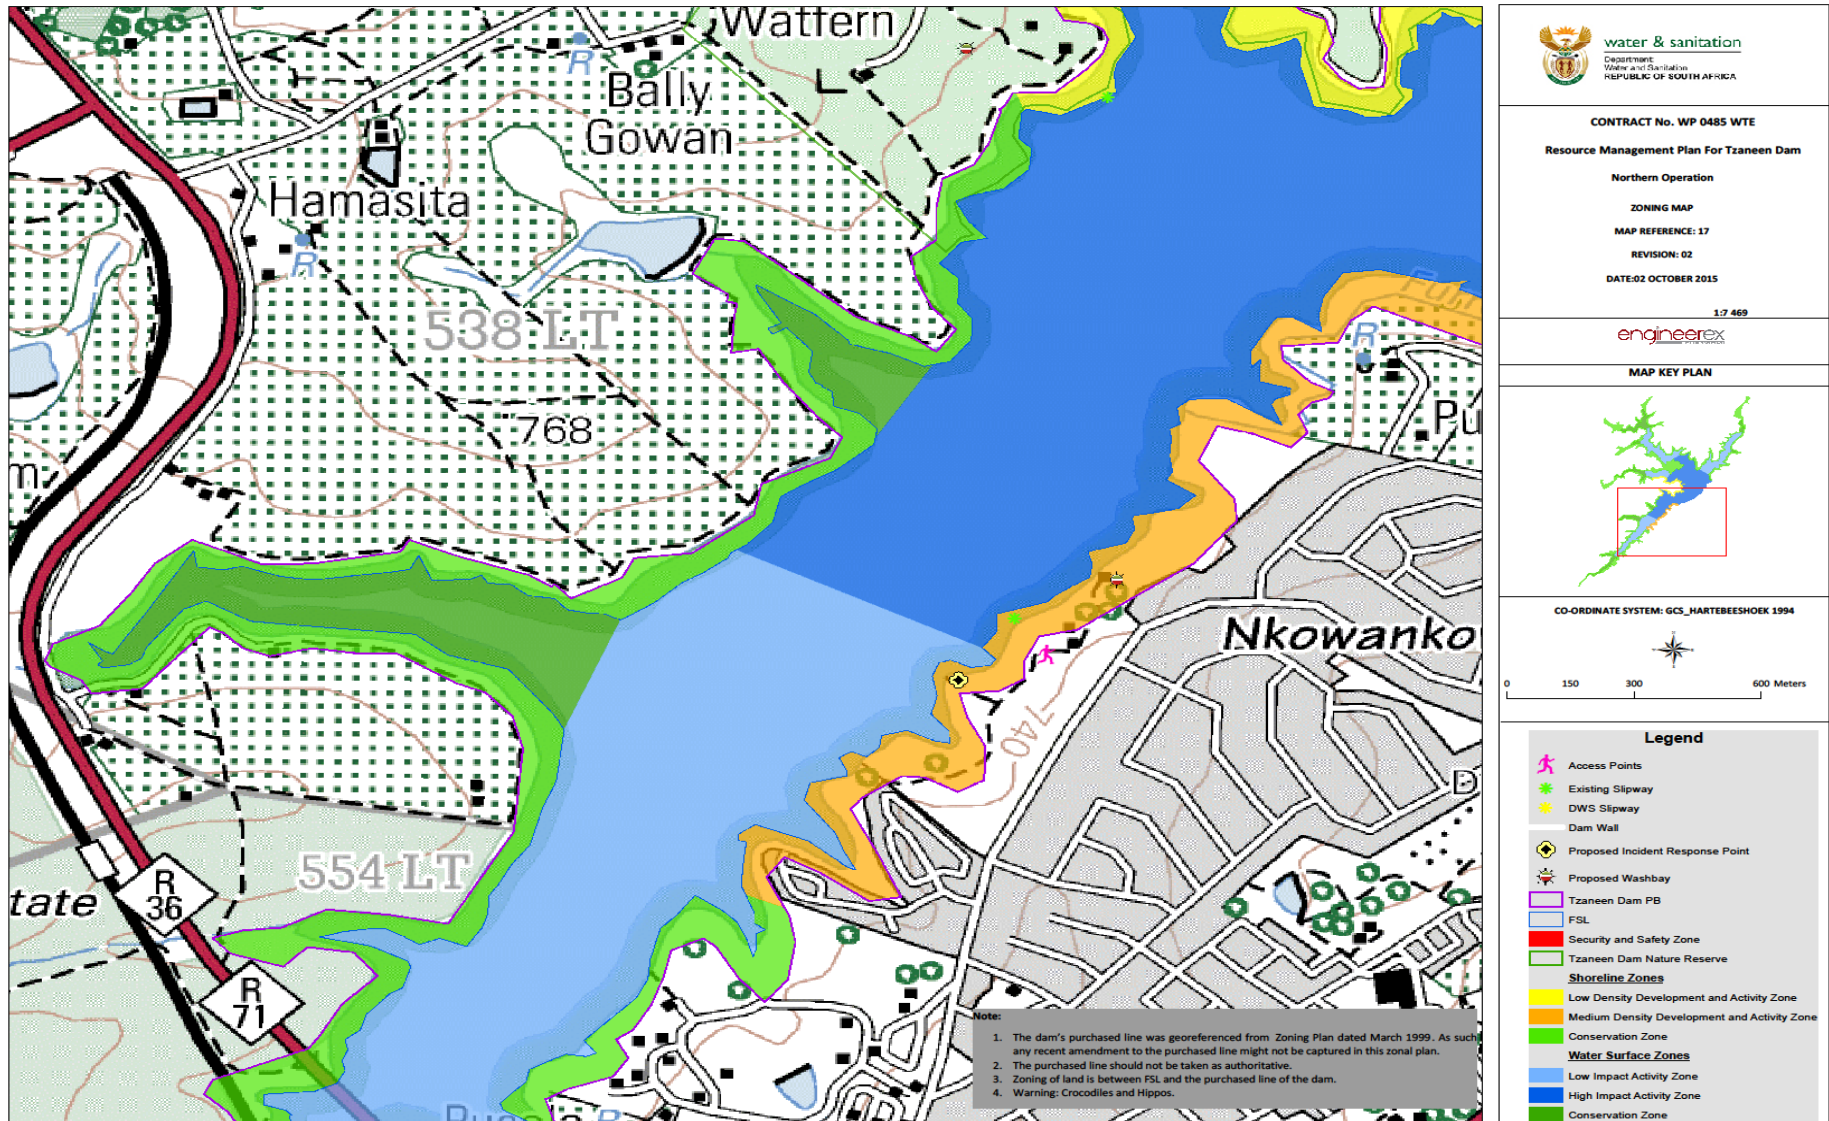 Wattern
Bally
Gowan
R
Hamasita
R
538 LT
768
R
Pu
m
Nkowanko
740
D
554 LT
tate
R
36
R
71
R
Note:
1. The dam's purchased line was georeferenced from Zoning Plan dated March 1999. As such
any recent amendment to the purchased line might not be captured in this zonal plan.
2. The purchased line should not be taken as authoritative.
3. Zoning of land is between FSL and the purchased line of the dam.
4. Warning: Crocodiles and Hippos.
water & sanitation
Department:
Water and Sanitation
REPUBLIC OF SOUTH AFRICA
CONTRACT No. WP 0485 WTE
Resource Management Plan For Tzaneen Dam
Northern Operation
ZONING MAP
MAP REFERENCE: 17
REVISION: 02
DATE:02 OCTOBER 2015
1:7 469
engineerex
MAP KEY PLAN
CO-ORDINATE SYSTEM: GCS_HARTEBEESHOEK 1994
0 150 300 600 Meters
Legend
Access Points
Existing Slipway
DWS Slipway
Dam Wall
Proposed Incident Response Point
Proposed Washbay
Tzaneen Dam PB
FSL
Security and Safety Zone
Tzaneen Dam Nature Reserve
Shoreline Zones
Low Density Development and Activity Zone
Medium Density Development and Activity Zone
Conservation Zone
Water Surface Zones
Low Impact Activity Zone
High Impact Activity Zone
Conservation Zone